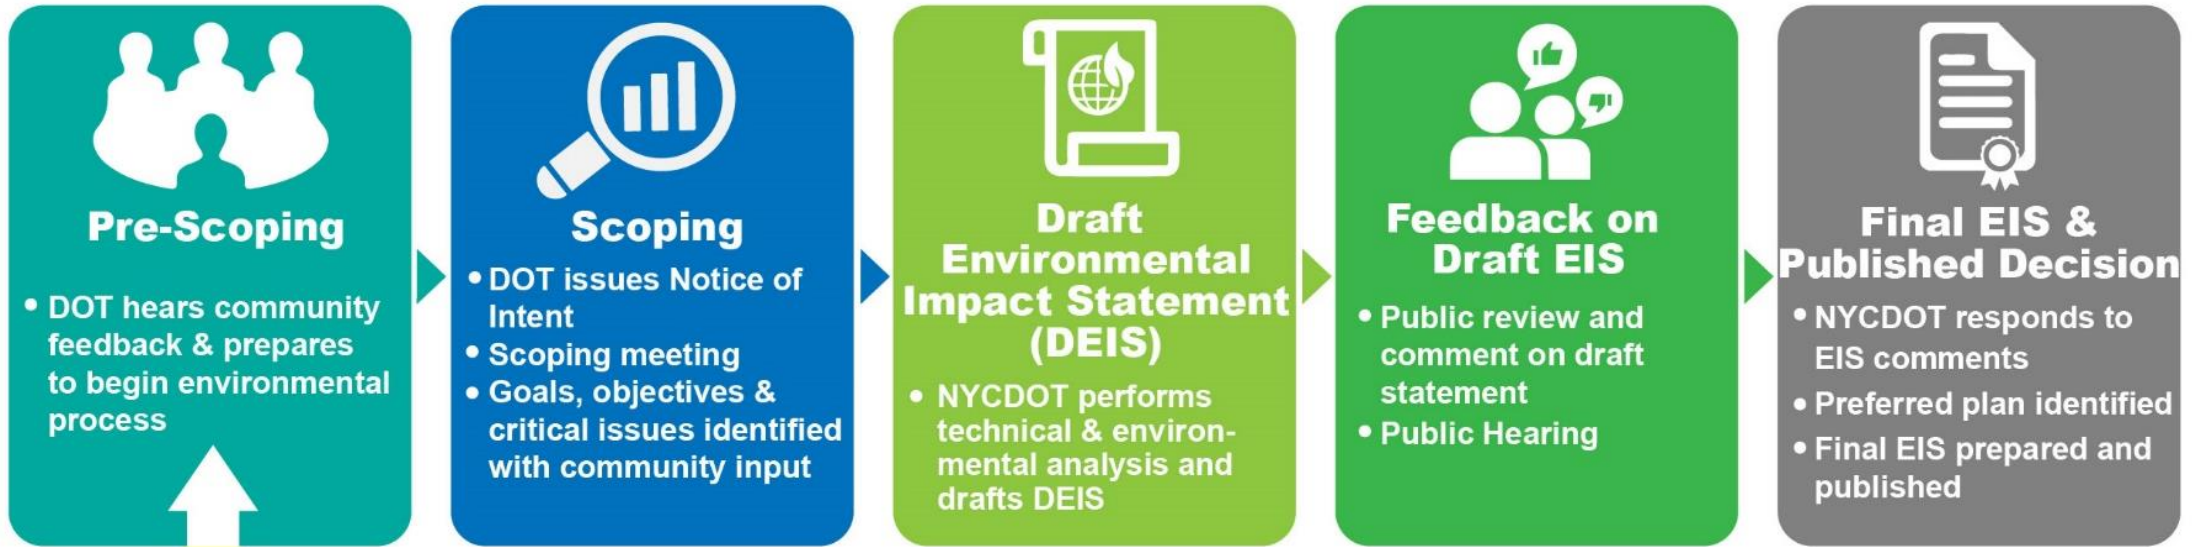 Pre-Scoping
• DOT hears community
feedback & prepares
to begin environmental
process
Scoping
• DOT issues Notice of
Intent
• Scoping meeting
• Goals, objectives &
critical issues identified
with community input
Draft
Environmental
Impact Statement
(DEIS)
• NYCDOT performs
technical & environ-
mental analysis and
drafts DEIS
Feedback on
Draft EIS
• Public review and
comment on draft
statement
• Public Hearing
Final EIS &
Published Decision
• NYCDOT responds to
EIS comments
• Preferred plan identified
• Final EIS prepared and
published